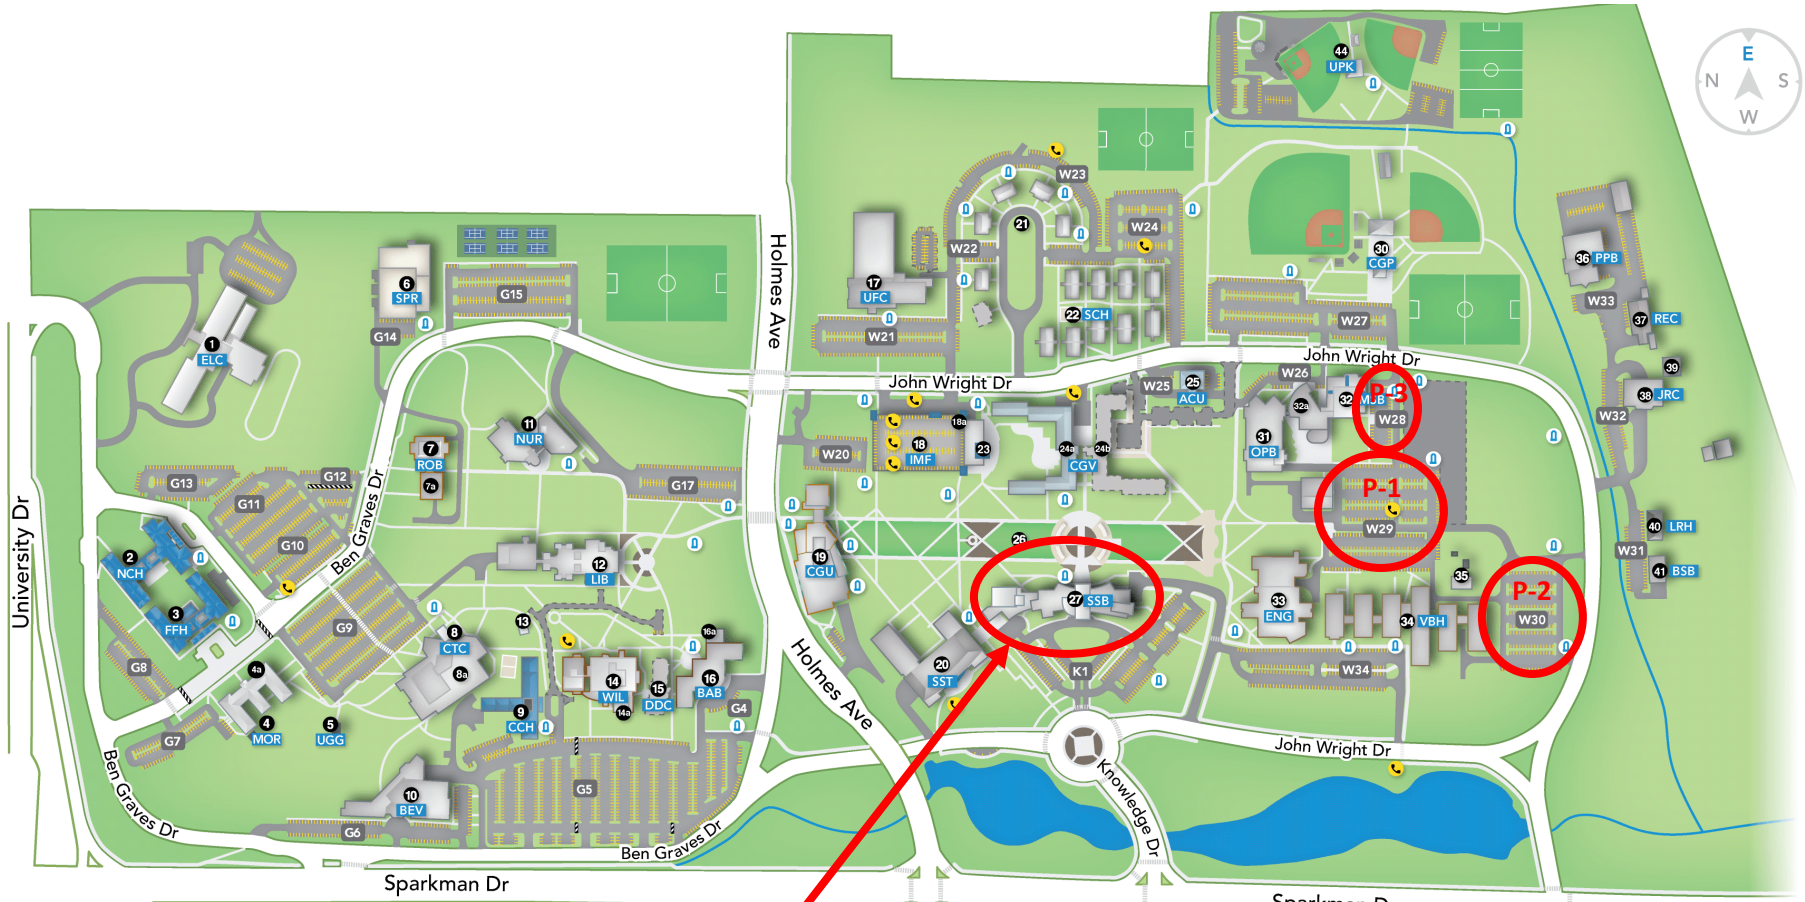 44
UPK
E
N
S
W
W23
21
W24
W22
30
CGP
36 PPB
17
UFC
6
SPR
G15
Holmes Ave
W33
22 SCH
W27
37 REC
G14
W21
1
ELC
John Wright Dr
John Wright Dr
W26
39
W25
25
ACU
32a
32
MJB
P-3
38 JRC
W28
W32
11
NUR
18a
18
IMF
23
24a
24b
CGV
31
OPB
7
ROB
7a
W20
G12
G13
G17
G11
P-1
W29
University Dr
G10
Ben Graves Dr
40 LRH
26
W31
2
NCH
12
LIB
19
CGU
41 BSB
35
P-2
3
FFH
27 SSB
33
ENG
34 VBH
W30
G9
13
8
CTC
16a
8a
G8
4a
20
SST
K1
W34
14
WIL
15
DDC
16
BAB
14a
G4
Holmes Ave
4
MOR
5
UGG
9
CCH
G7
John Wright Dr
Ben Graves Dr
10
BEV
G5
Knowledge Dr
G6
Ben Graves Dr
Sparkman Dr